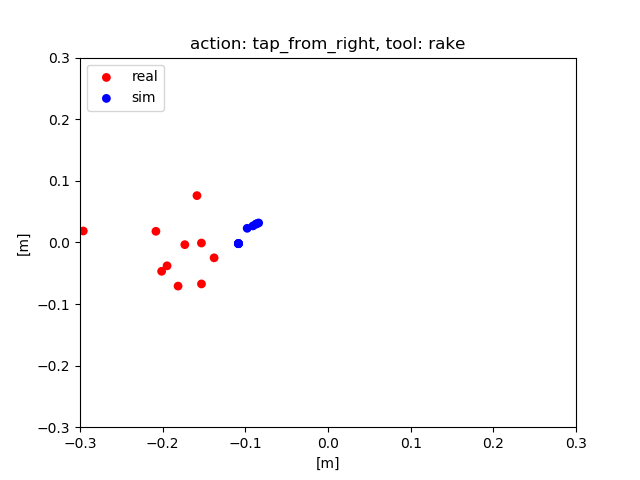 action: tap_from_right, tool: rake
real
sim
0.3
0.2
0.1
0.0
−0.1
−0.2
−0.3
[m]
−0.3 −0.2 −0.1 0.0 0.1 0.2 0.3
[m]